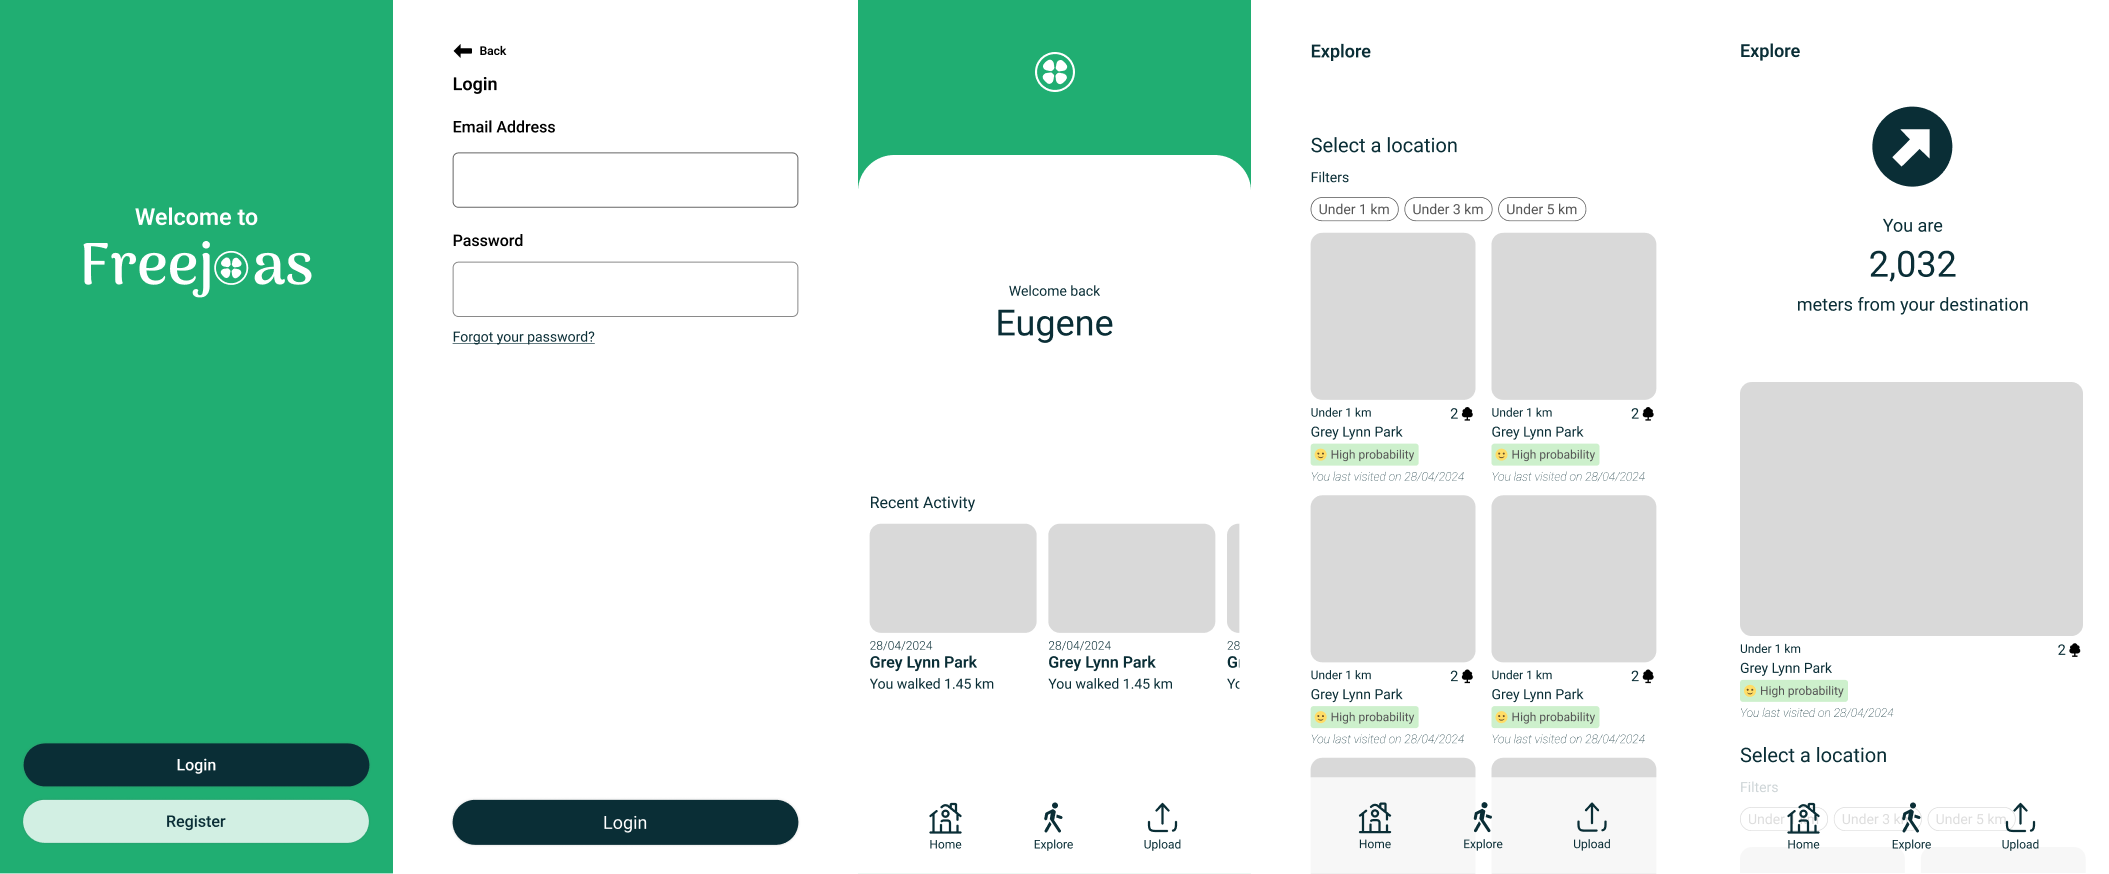 Welcome to
Freejoas
Login
Register
Back
Login
Email Address
Password
Forgot your password?
Login
Welcome back
Eugene
Recent Activity
28/04/2024
Grey Lynn Park
You walked 1.45 km
28/04/2024
Grey Lynn Park
You walked 1.45 km
28
Gr
Yo
Home
Explore
Upload
Explore
Select a location
Filters
Under 1 km
Under 3 km
Under 5 km
Under 1 km
2
Grey Lynn Park
High probability
You last visited on 28/04/2024
Under 1 km
2
Grey Lynn Park
High probability
You last visited on 28/04/2024
Under 1 km
2
Grey Lynn Park
High probability
You last visited on 28/04/2024
Under 1 km
2
Grey Lynn Park
High probability
You last visited on 28/04/2024
Home
Explore
Upload
Explore
You are
2,032
meters from your destination
Under 1 km
2
Grey Lynn Park
High probability
You last visited on 28/04/2024
Select a location
Filters
Under
Under 3 k
Under 5 km
Home
Explore
Upload